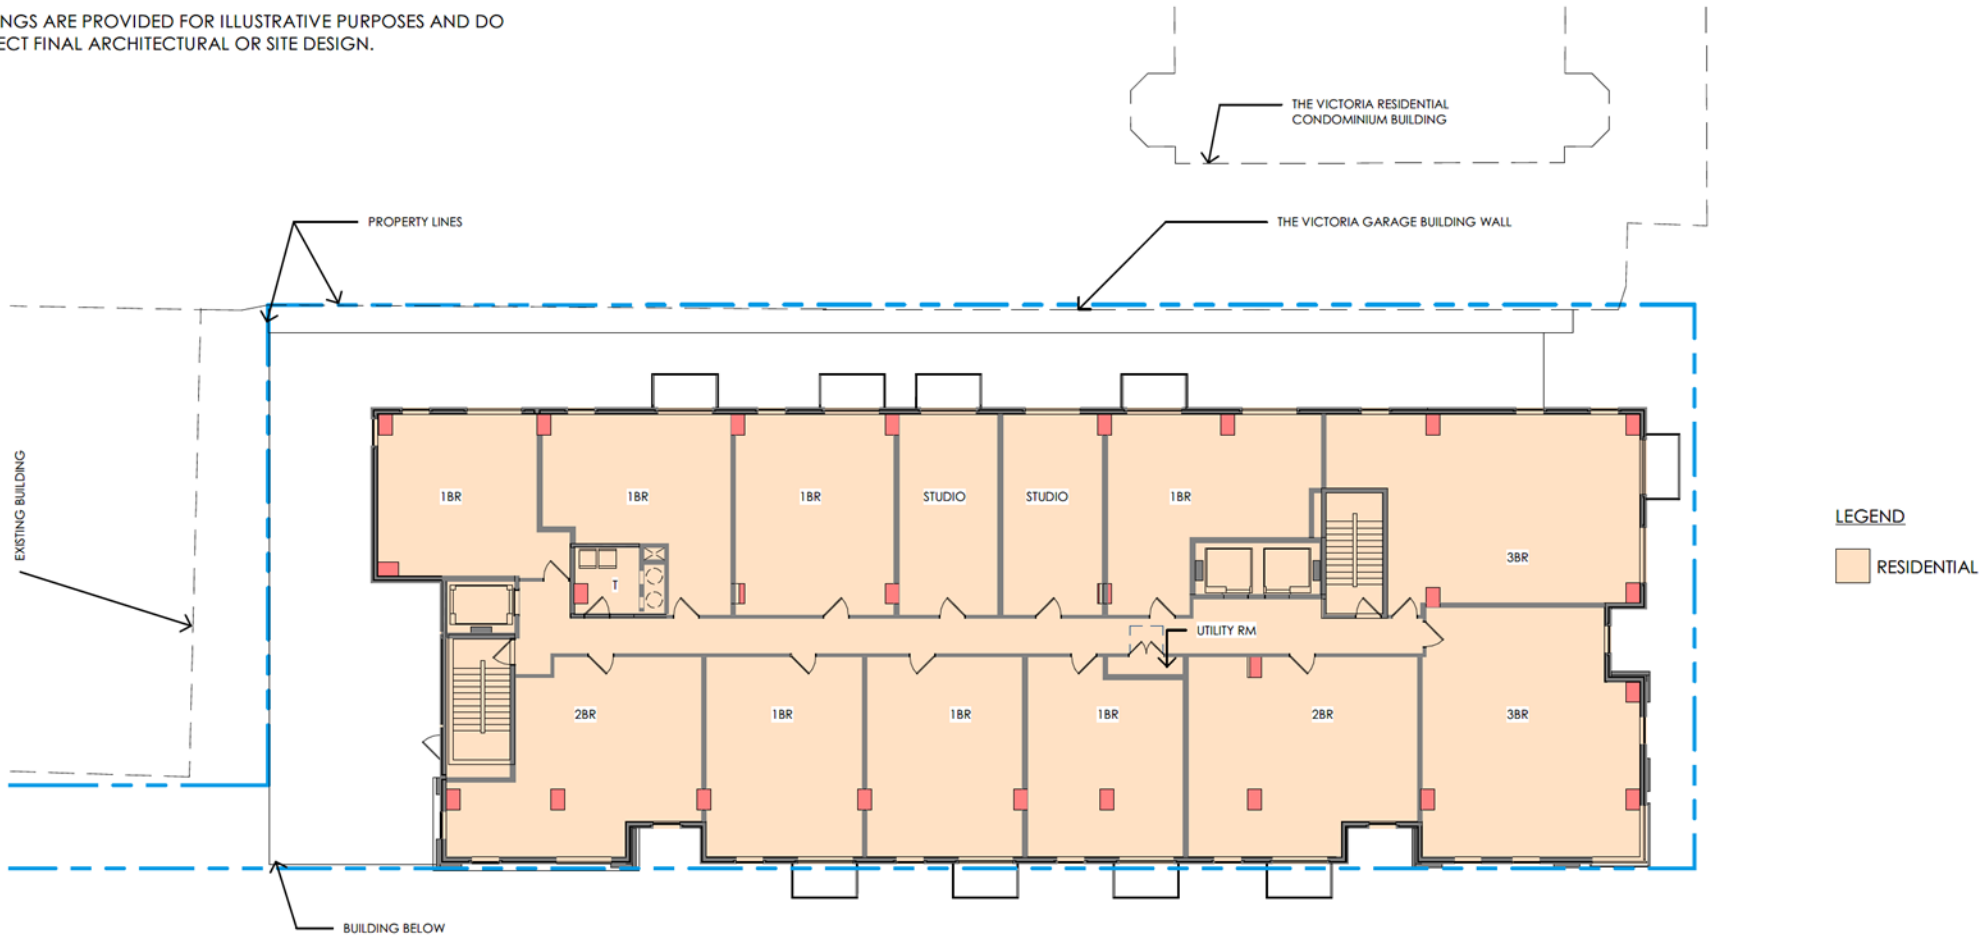 NGS ARE PROVIDED FOR ILLUSTRATIVE PURPOSES AND DO
ECT FINAL ARCHITECTURAL OR SITE DESIGN.
THE VICTORIA RESIDENTIAL
CONDOMINIUM BUILDING
PROPERTY LINES
THE VICTORIA GARAGE BUILDING WALL
EXISTING BUILDING
1BR
1BR
1BR
STUDIO
STUDIO
1BR
3BR
T
UTILITY RM
2BR
1BR
1BR
1BR
2BR
3BR
BUILDING BELOW
LEGEND
RESIDENTIAL